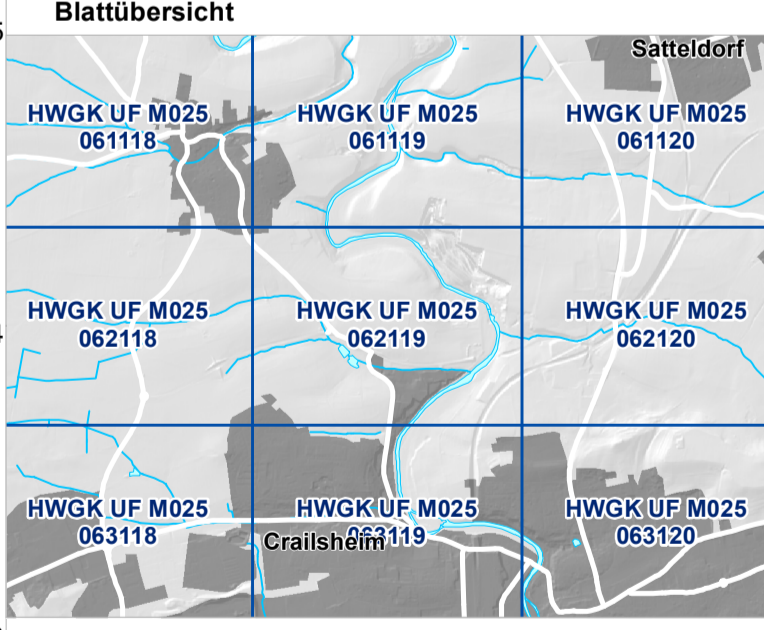 Blattübersicht
Satteldorf
HWGK UF M025
061118
HWGK UF M025
061119
HWGK UF M025
061120
HWGK UF M025
062118
HWGK UF M025
062119
HWGK UF M025
062120
HWGK UF M025
063118
HWGK UF M025
063119
HWGK UF M025
063120
Crailsheim